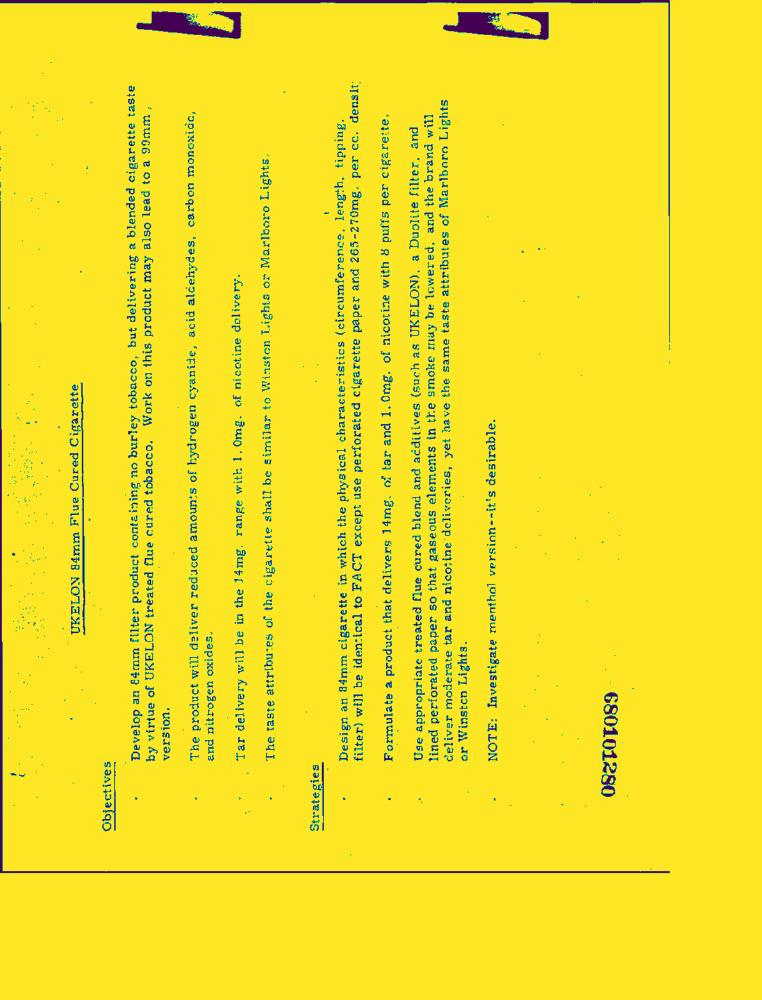 UKELON 84mm Flue Cured Cigarette
Objectives
. Develop an 84mm filter product containing no burley tobacco, but delivering a blended cigarette taste
by virtue of UKELON treated flue cured tobacco. Work on this product may also lead to a 99mm,
version.
. The product will deliver reduced amounts of hydrogen cyanide, acid aldehydes, carbon monoxide,
and nitrogen oxides.
. Tar delivery will be in the 14mg. range with 1.0mg. of nicotine delivery.
. The taste attributes of the cigarette shall be similar to Winston Lights or Marlboro Lights.
Strategies
. Design an 84mm cigarette in which the physical characteristics (circumference, length, tipping,
filter) will be identical to FACT except use perforated cigarette paper and 265-270mg. per cc. densit
. Formulate a product that delivers 14mg. of tar and 1.0mg. of nicotine with 8 puffs per cigarette.
. Use appropriate treated flue cured blend and additives (such as UKELON), a Duolite filter, and
lined perforated paper so that gaseous elements in the smoke may be lowered, and the brand will
deliver moderate tar and nicotine deliveries, yet have the same taste attributes of Marlboro Lights
or Winston Lights.
. NOTE: Investigate menthol version--it's desirable.
680101280